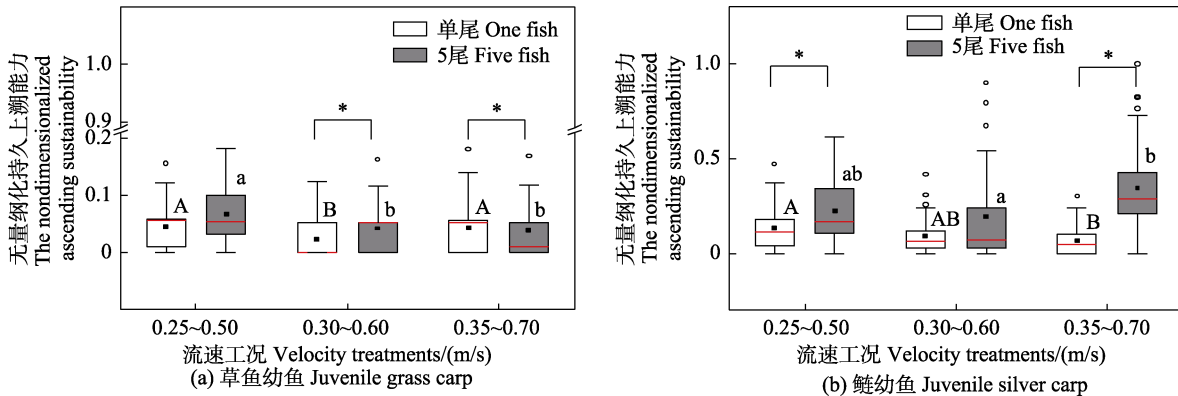 无量纲化持久上溯能力
The nondimensionalized
ascending sustainability
单尾 One fish
5尾 Five fish
1.0
0.9
0.2
0.1
0
*
*
A
a
B
b
A
b
0.25~0.50
0.30~0.60
0.35~0.70
流速工况 Velocity treatments/(m/s)
(a) 草鱼幼鱼 Juvenile grass carp
无量纲化持久上溯能力
The nondimensionalized
ascending sustainability
单尾 One fish
5尾 Five fish
1.0
0.5
0
*
*
A
ab
AB
a
B
b
0.25~0.50
0.30~0.60
0.35~0.70
流速工况 Velocity treatments/(m/s)
(b) 鲢幼鱼 Juvenile silver carp